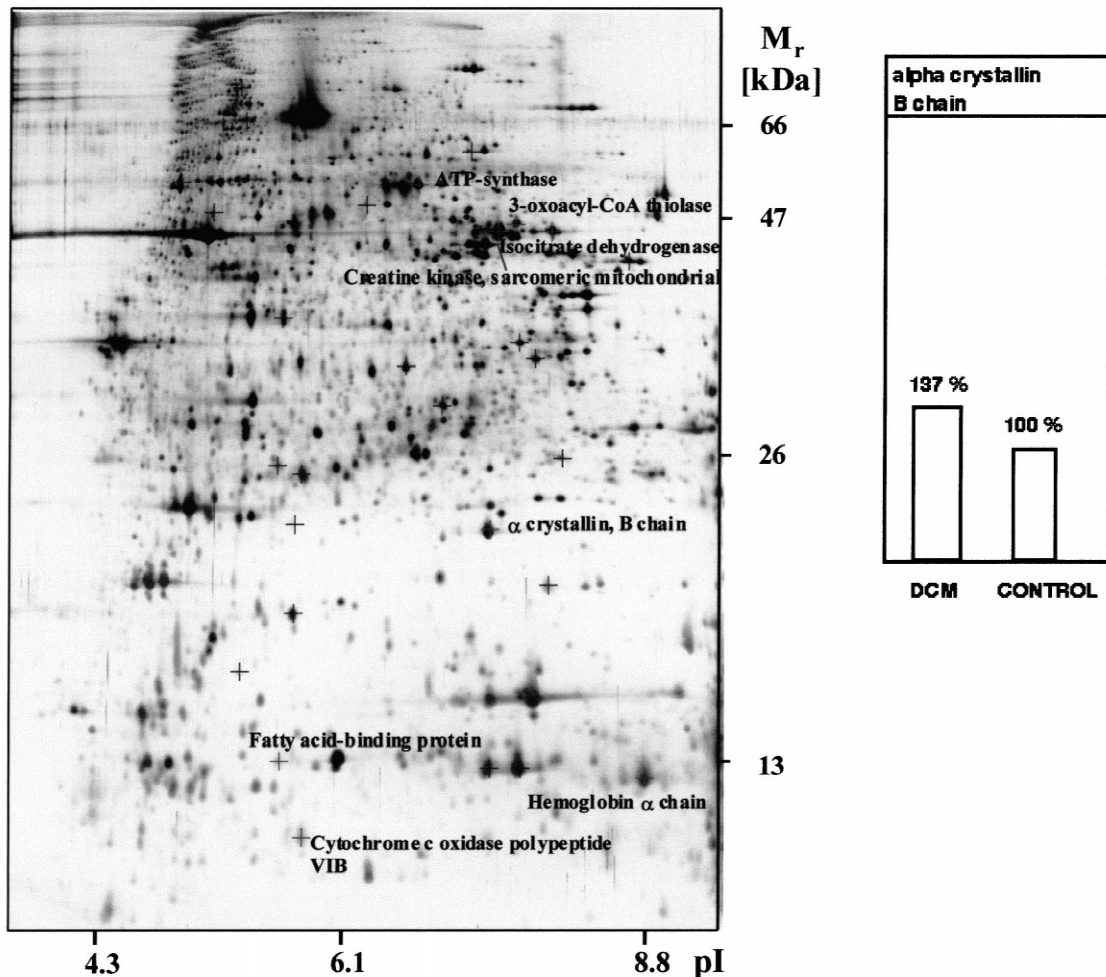 Mr
[kDa]
66
47
26
13
ATP-synthase
3-oxoacyl-CoA thiolase
Isocitrate dehydrogenase
Creatine kinase, sarcomeric mitochondrial
α crystallin, B chain
Fatty acid-binding protein
Hemoglobin α chain
Cytochrome c oxidase polypeptide
VIB
4.3
6.1
8.8
pI
alpha crystallin
B chain
137 %
100 %
DCM
CONTROL